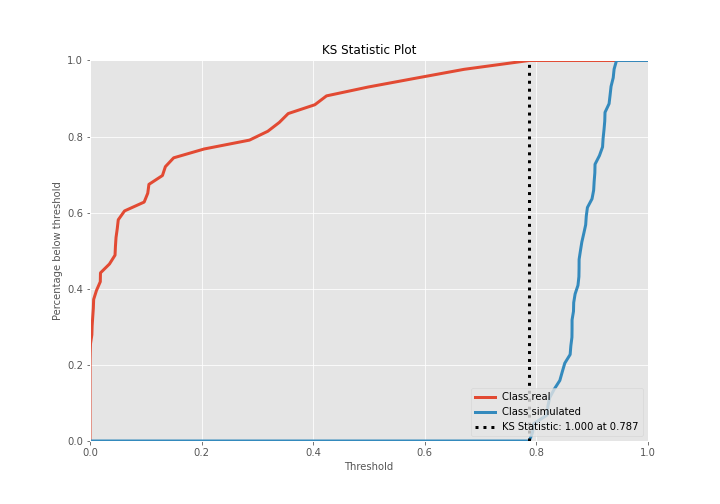 KS Statistic Plot
1.0
0.8
0.6
0.4
0.2
0.0
Percentage below threshold
Class real
Class simulated
KS Statistic: 1.000 at 0.787
0.0 0.2 0.4 0.6 0.8 1.0
Threshold